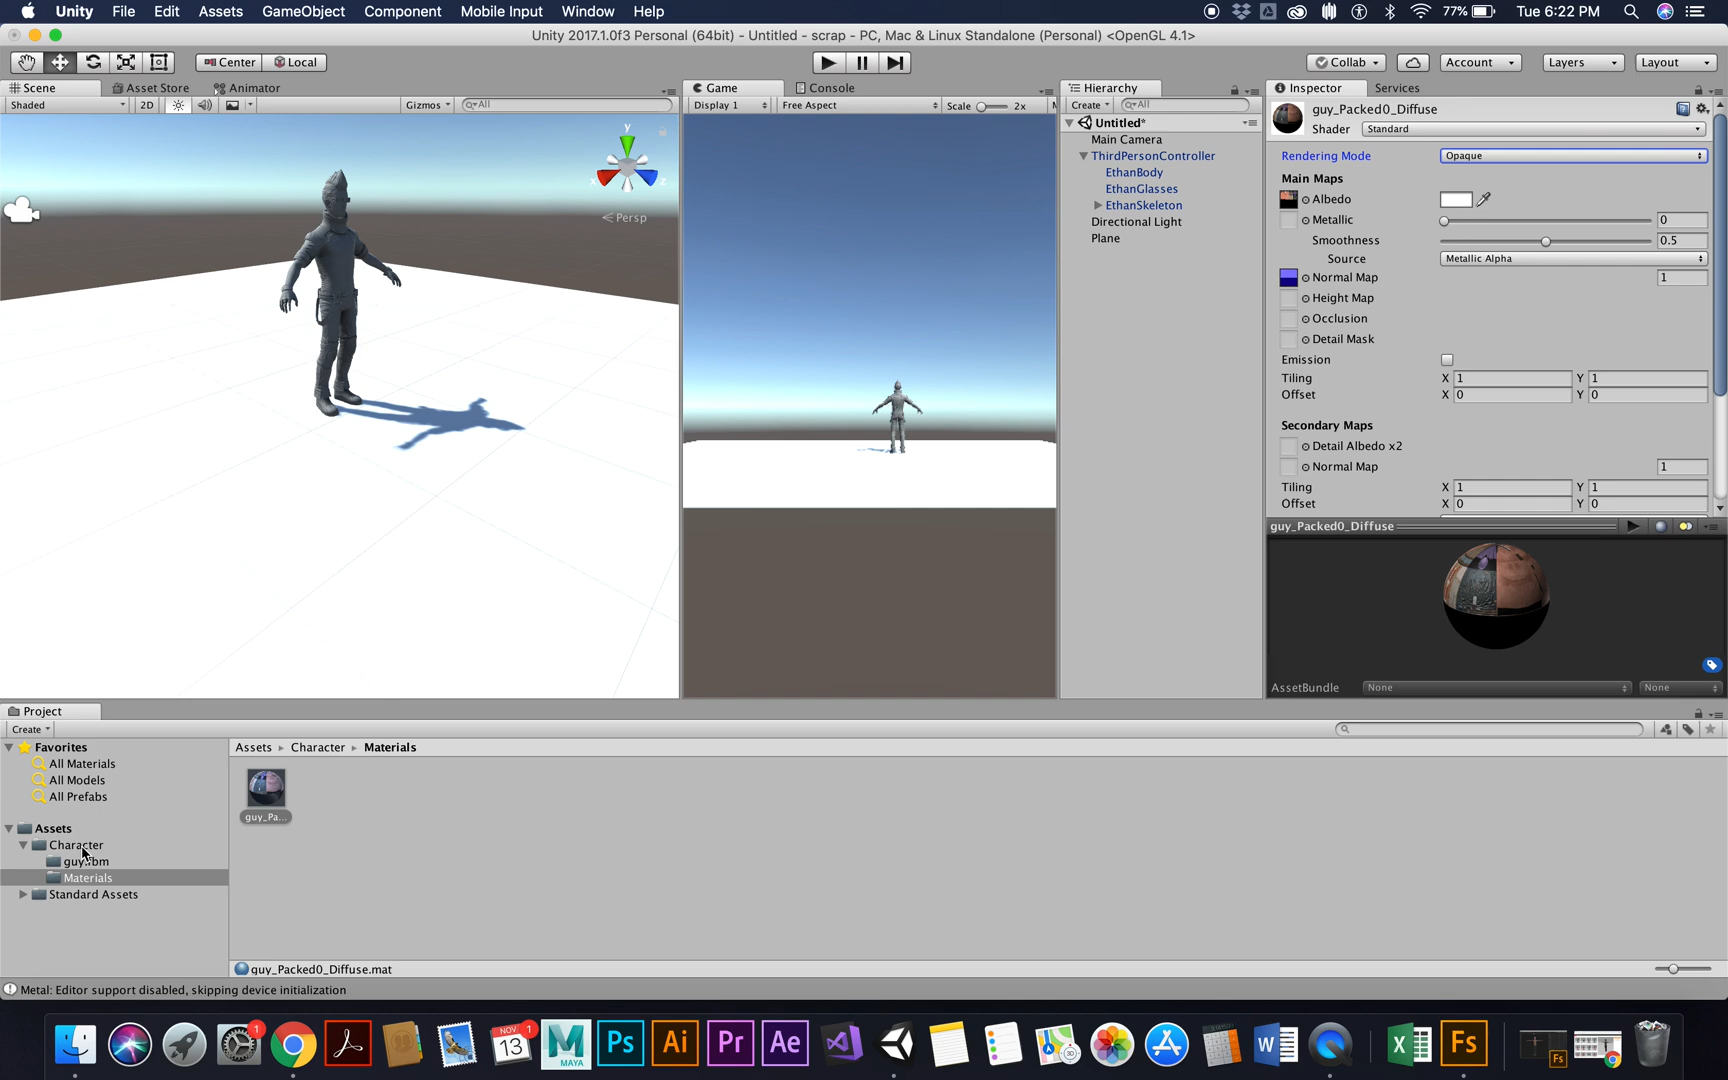 Unity File Edit Assets GameObject Component Mobile Input Window Help 77% Tue 6:22 PM
Unity 2017.1.0f3 Personal (64bit) - Untitled - scrap - PC, Mac & Linux Standalone (Personal) <OpenGL 4.1>
Center Local Collab Account Layers Layout
Scene Asset Store Animator Game Console Hierarchy Inspector Services
Shaded 2D Gizmos All Display 1 Free Aspect Scale 2x Create All
guy_Packed0_Diffuse
Shader Standard
Untitled*
Main Camera
ThirdPersonController
EthanBody
EthanGlasses
EthanSkeleton
Directional Light
Plane
y
x z
Persp
Rendering Mode Opaque
Main Maps
Albedo
Metallic 0
Smoothness 0.5
Source Metallic Alpha
Normal Map 1
Height Map
Occlusion
Detail Mask
Emission
Tiling X 1 Y 1
Offset X 0 Y 0
Secondary Maps
Detail Albedo x2
Normal Map 1
Tiling X 1 Y 1
Offset X 0 Y 0
guy_Packed0_Diffuse
AssetBundle None None
Project
Create
Favorites
All Materials
All Models
All Prefabs
Assets
Character
Materials
Standard Assets
Assets Character Materials
guy_Pa...
guy_Packed0_Diffuse.mat
Metal: Editor support disabled, skipping device initialization
1 NOV 13 1 MAYA Ps Ai Pr Ae 3D W X Fs Fs